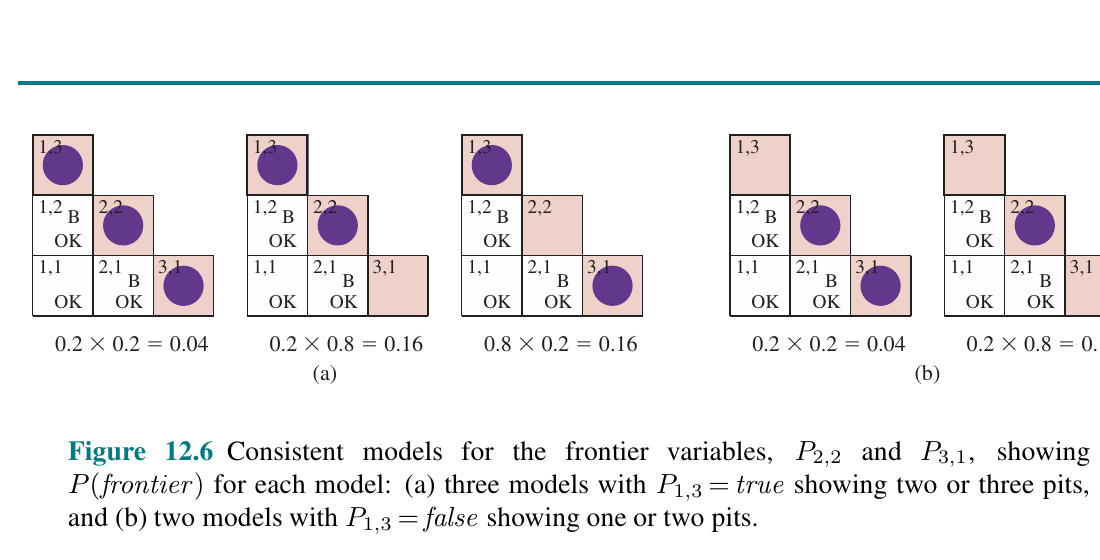 1,3 1,3 1,3 1,3 1,3
1,2 B 2,2 1,2 B 2,2 1,2 B 2,2 1,2 B 2,2 1,2 B 2,2
OK OK OK OK OK
1,1 2,1 3,1 1,1 2,1 3,1 1,1 2,1 3,1 1,1 2,1 3,1 1,1 2,1 3,1
B B B B B
OK OK OK OK OK OK OK OK OK OK
0.2 × 0.2 = 0.04 0.2 × 0.8 = 0.16 0.8 × 0.2 = 0.16 0.2 × 0.2 = 0.04 0.2 × 0.8 = 0.
(a) (b)
Figure 12.6 Consistent models for the frontier variables, P2,2 and P3,1, showing
P(frontier) for each model: (a) three models with P1,3 = true showing two or three pits,
and (b) two models with P1,3 = false showing one or two pits.